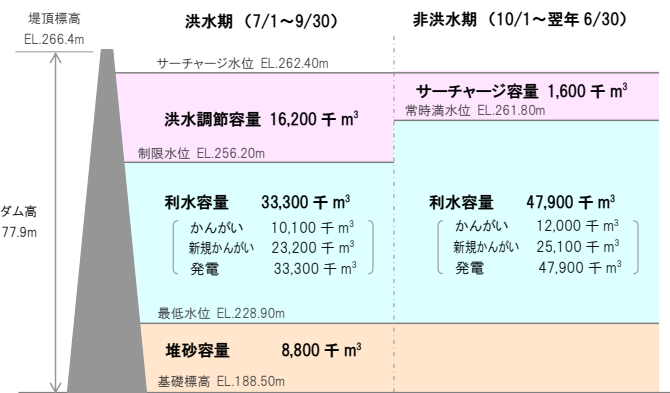 堤頂標高
EL.266.4m
洪水期 (7/1～9/30)
非洪水期 (10/1～翌年 6/30)
サーチャージ水位 EL.262.40m
サーチャージ容量 1,600 千 m³
洪水調節容量 16,200 千 m³
常時満水位 EL.261.80m
制限水位 EL.256.20m
ダム高
77.9m
利水容量 33,300 千 m³
かんがい 10,100 千 m³
新規かんがい 23,200 千 m³
発電 33,300 千 m³
利水容量 47,900 千 m³
かんがい 12,000 千 m³
新規かんがい 25,100 千 m³
発電 47,900 千 m³
最低水位 EL.228.90m
堆砂容量 8,800 千 m³
基礎標高 EL.188.50m